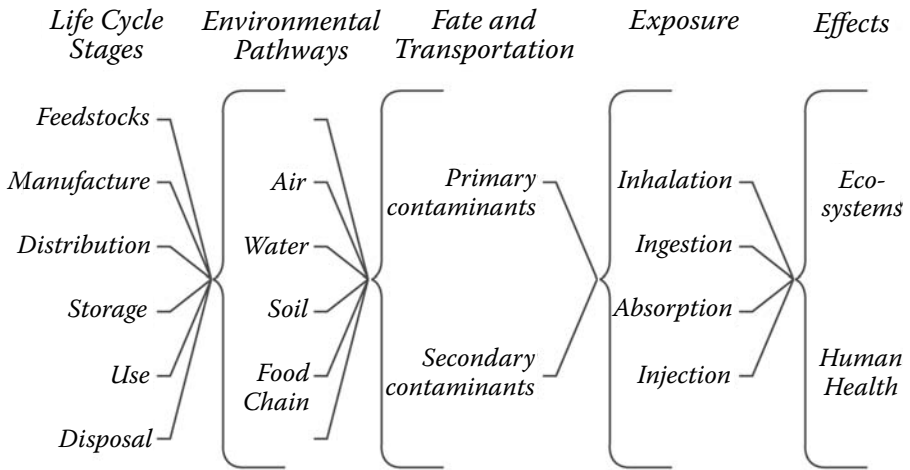 Life Cycle
Stages
Environmental
Pathways
Fate and
Transportation
Exposure
Effects
Feedstocks
Manufacture
Distribution
Storage
Use
Disposal
Air
Water
Soil
Food
Chain
Primary
contaminants
Secondary
contaminants
Inhalation
Ingestion
Absorption
Injection
Eco-
systems
Human
Health